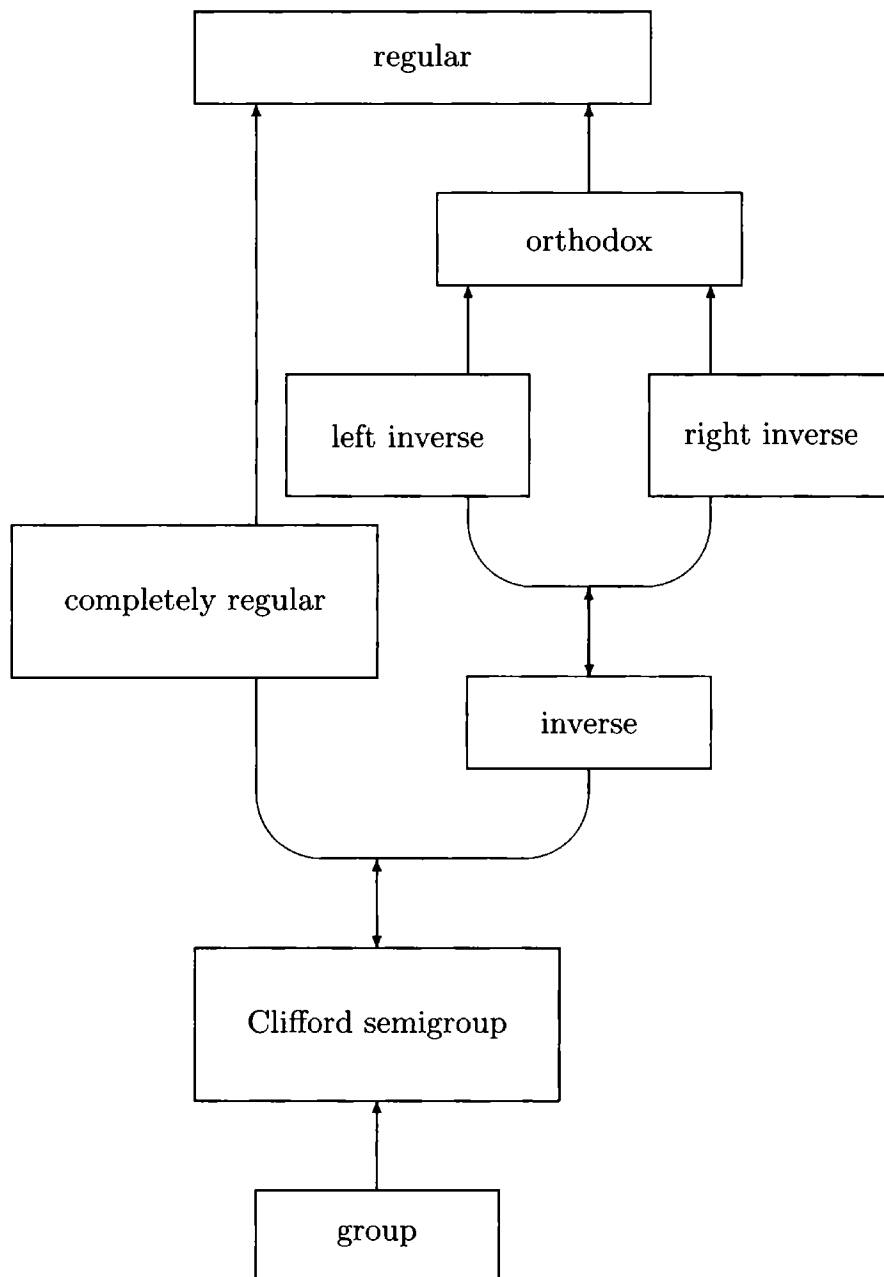 regular
orthodox
left inverse
right inverse
completely regular
inverse
Clifford semigroup
group